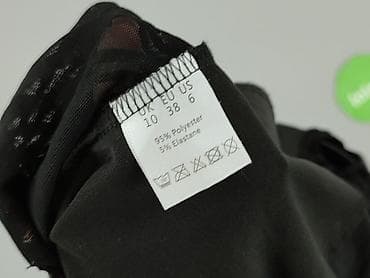 UK EU US
10 38 6
95% Polyester
5% Elastane